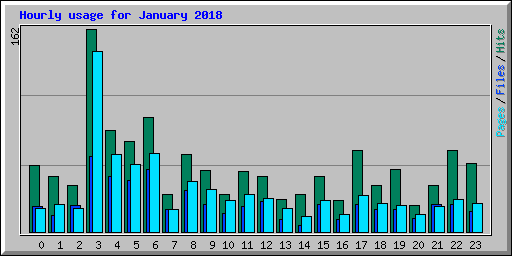 Hourly usage for January 2018
162
Pages/Files/Hits
0 1 2 3 4 5 6 7 8 9 10 11 12 13 14 15 16 17 18 19 20 21 22 23